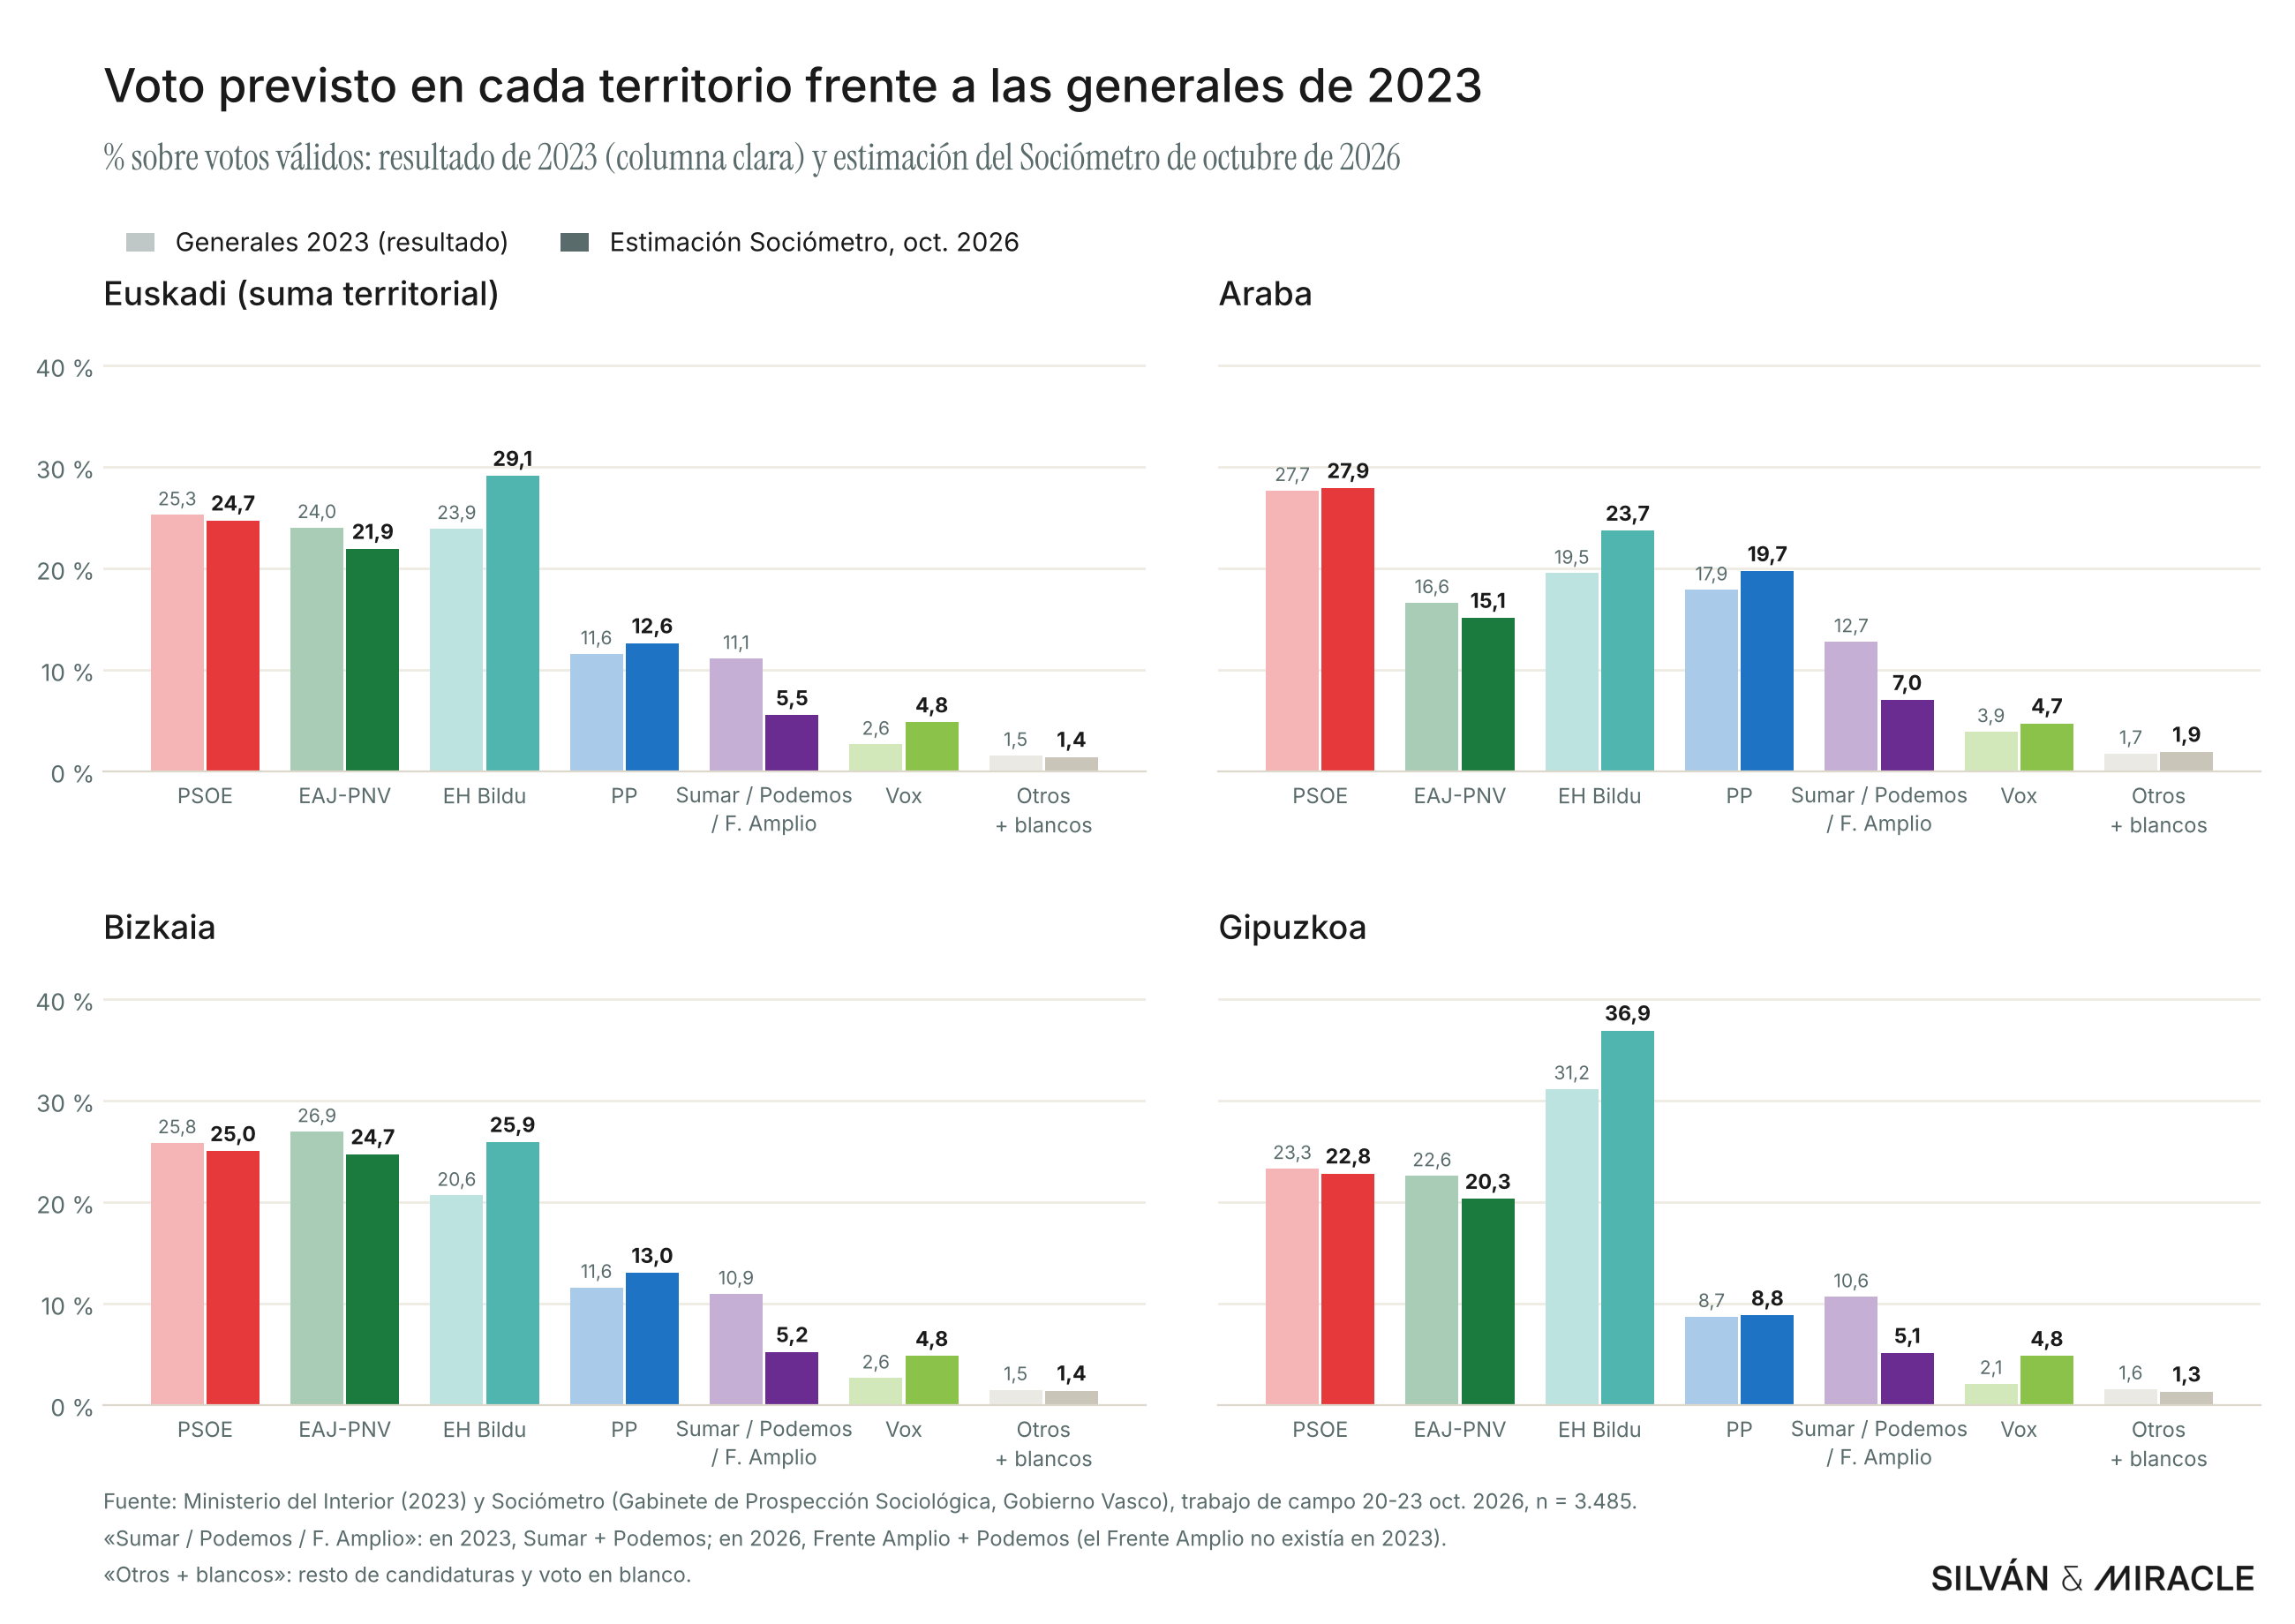 Voto previsto en cada territorio frente a las generales de 2023
% sobre votos válidos: resultado de 2023 (columna clara) y estimación del Sociómetro de octubre de 2026
Generales 2023 (resultado) Estimación Sociómetro, oct. 2026
Euskadi (suma territorial)
40 %
30 %
20 %
10 %
0 %
25,3 24,7 24,0 21,9 23,9 29,1 11,6 12,6 11,1 5,5 2,6 4,8 1,5 1,4
PSOE EAJ-PNV EH Bildu PP Sumar / Podemos Vox Otros
/ F. Amplio + blancos
Araba
27,7 27,9 16,6 15,1 19,5 23,7 17,9 19,7 12,7 7,0 3,9 4,7 1,7 1,9
PSOE EAJ-PNV EH Bildu PP Sumar / Podemos Vox Otros
/ F. Amplio + blancos
Bizkaia
40 %
30 %
20 %
10 %
0 %
25,8 25,0 26,9 24,7 20,6 25,9 11,6 13,0 10,9 5,2 2,6 4,8 1,5 1,4
PSOE EAJ-PNV EH Bildu PP Sumar / Podemos Vox Otros
/ F. Amplio + blancos
Gipuzkoa
23,3 22,8 22,6 20,3 31,2 36,9 8,7 8,8 10,6 5,1 2,1 4,8 1,6 1,3
PSOE EAJ-PNV EH Bildu PP Sumar / Podemos Vox Otros
/ F. Amplio + blancos
Fuente: Ministerio del Interior (2023) y Sociómetro (Gabinete de Prospección Sociológica, Gobierno Vasco), trabajo de campo 20-23 oct. 2026, n = 3.485.
«Sumar / Podemos / F. Amplio»: en 2023, Sumar + Podemos; en 2026, Frente Amplio + Podemos (el Frente Amplio no existía en 2023).
«Otros + blancos»: resto de candidaturas y voto en blanco.
SILVÁN & MIRACLE